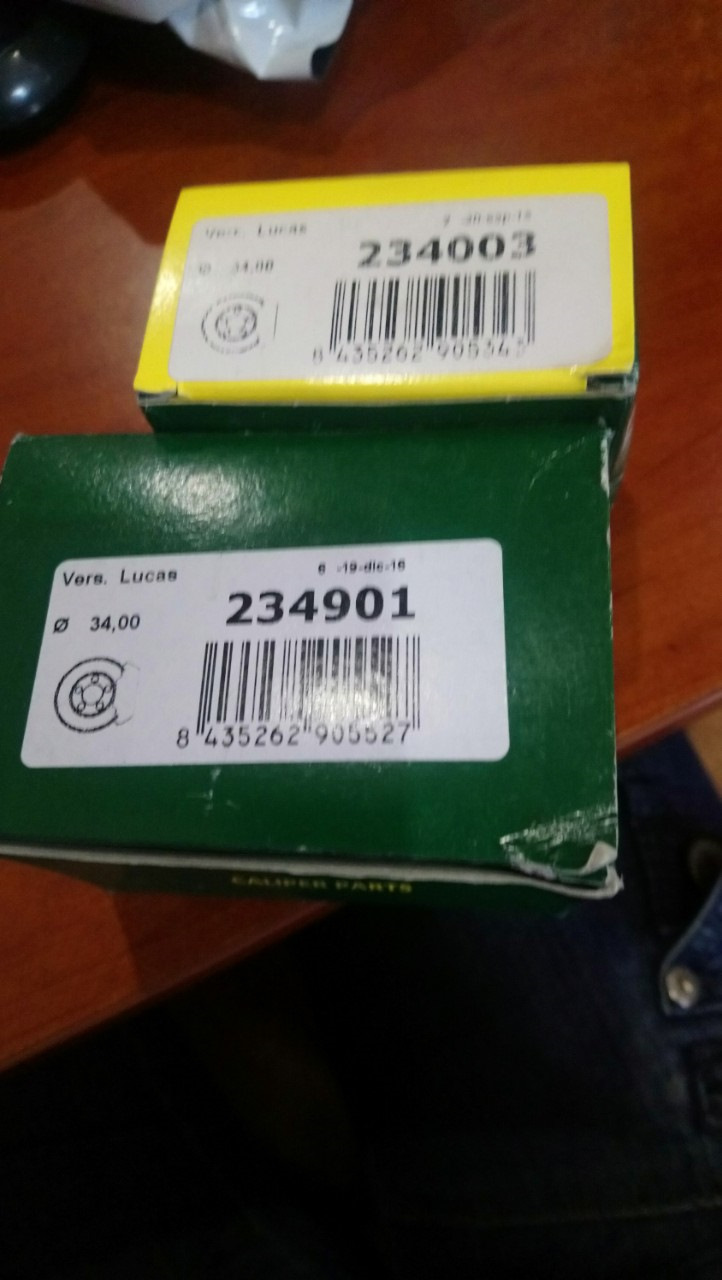 Vers. Lucas
234003
Ø 34,00
8 435262
Vers. Lucas
6 -19-dic-16
234901
Ø 34,00
8 435262 905527
CALIPER PARTS